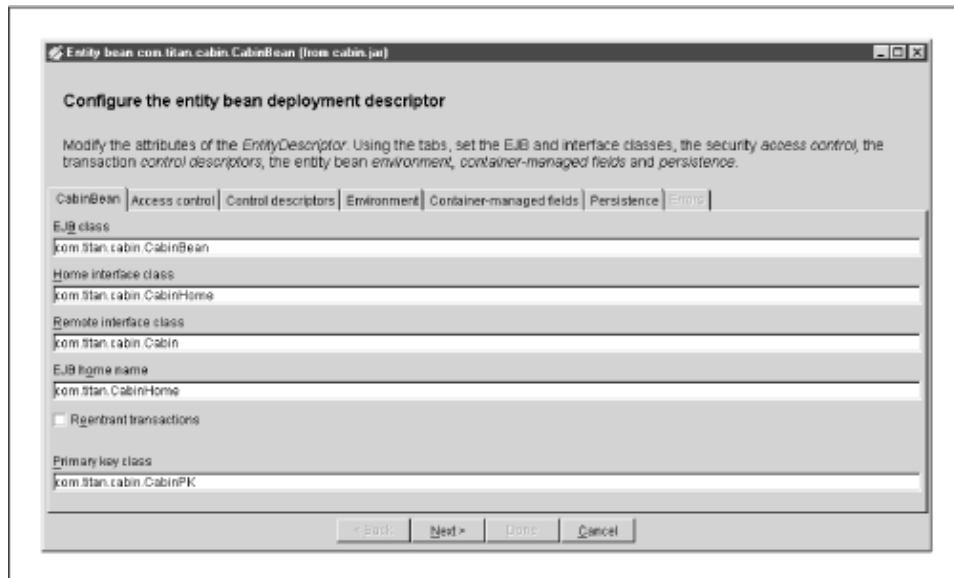 Entity bean com.titan.cabin.CabinBean (from cabin.jar)
Configure the entity bean deployment descriptor
Modify the attributes of the EntityDescriptor. Using the tabs, set the EJB and interface classes, the security access control, the
transaction control descriptors, the entity bean environment, container-managed fields and persistence.
CabinBean Access control Control descriptors Environment Container-managed fields Persistence Errors
EJB class
com.titan.cabin.CabinBean
Home interface class
com.titan.cabin.CabinHome
Remote interface class
com.titan.cabin.Cabin
EJB home name
com.titan.CabinHome
Reentrant transactions
Primary key class
com.titan.cabin.CabinPK
< Back Next > Done Cancel